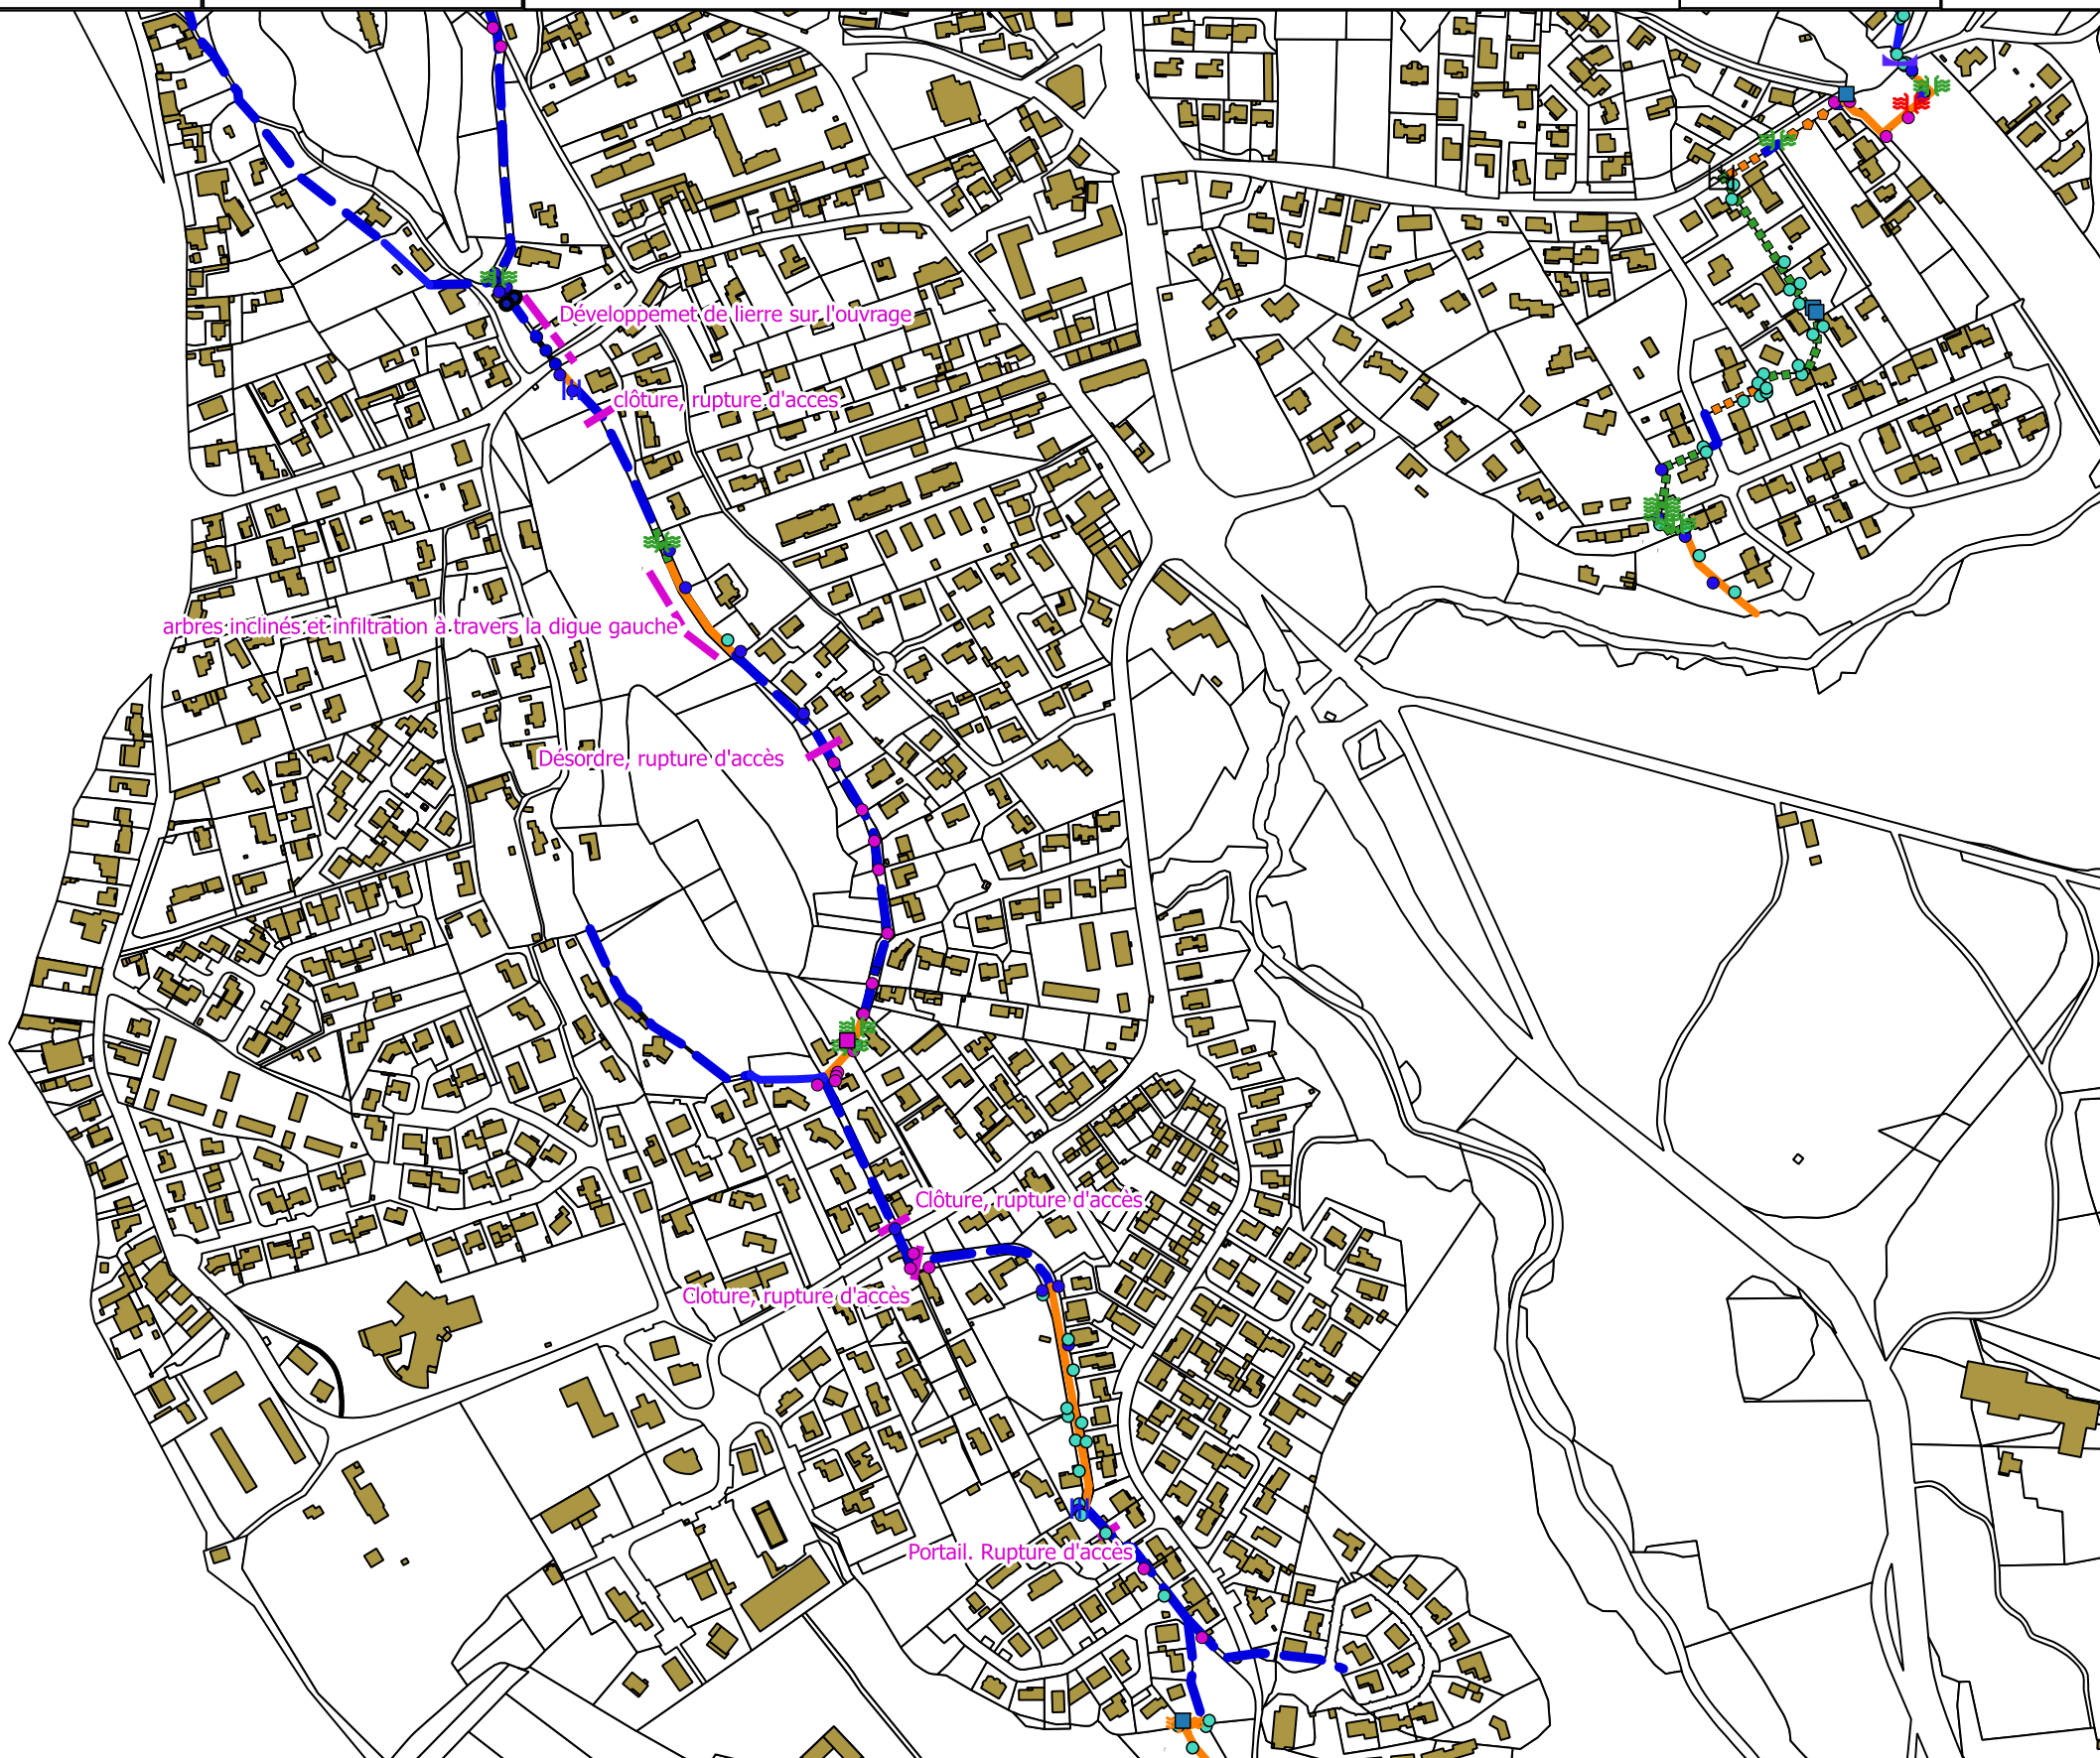 Développemet de lierre sur l'ouvrage
clôture, rupture d'acces
arbres inclinés et infiltration à travers la digue gauche
Désordre, rupture d'accès
Clôture, rupture d'accès
Cloture, rupture d'accès
Portail. Rupture d'accès